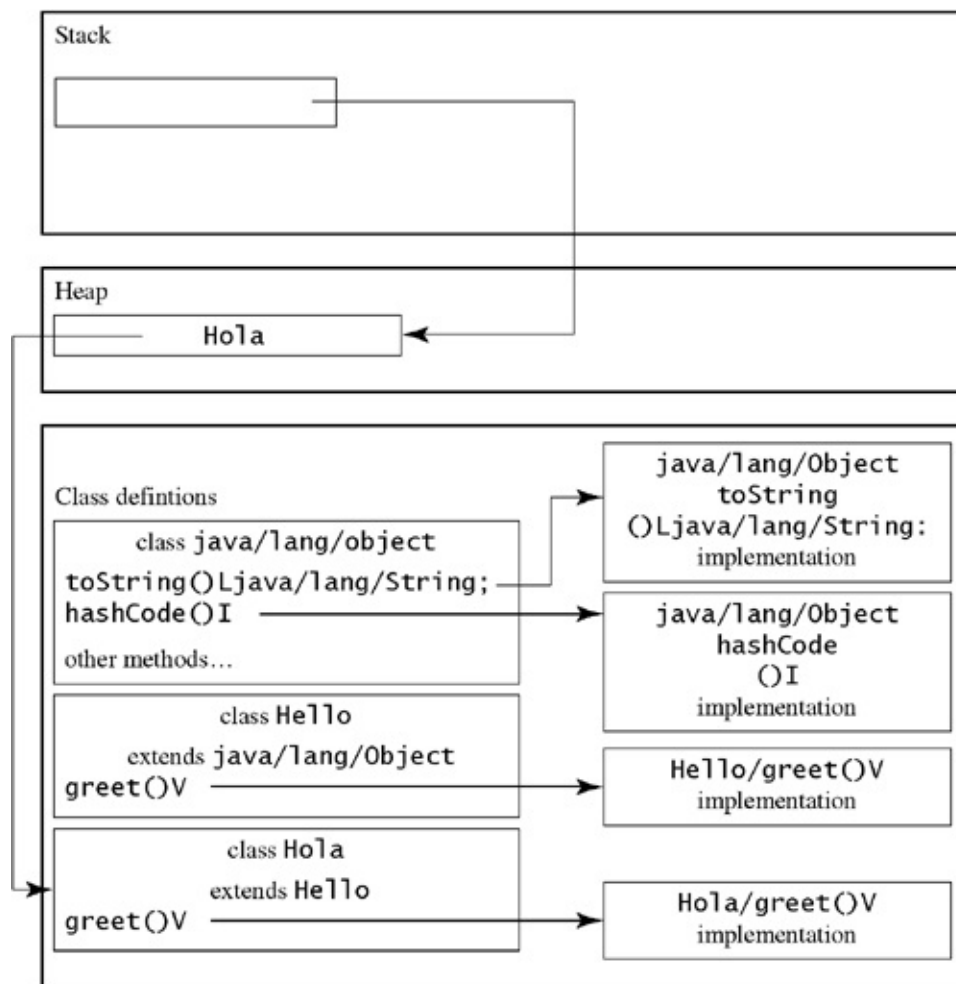 Stack
Heap
Hola
Class defintions
class java/lang/object
toString()Ljava/lang/String;
hashCode()I
other methods…
class Hello
extends java/lang/Object
greet()V
class Hola
extends Hello
greet()V
java/lang/Object
toString
()Ljava/lang/String:
implementation
java/lang/Object
hashCode
()I
implementation
Hello/greet()V
implementation
Hola/greet()V
implementation